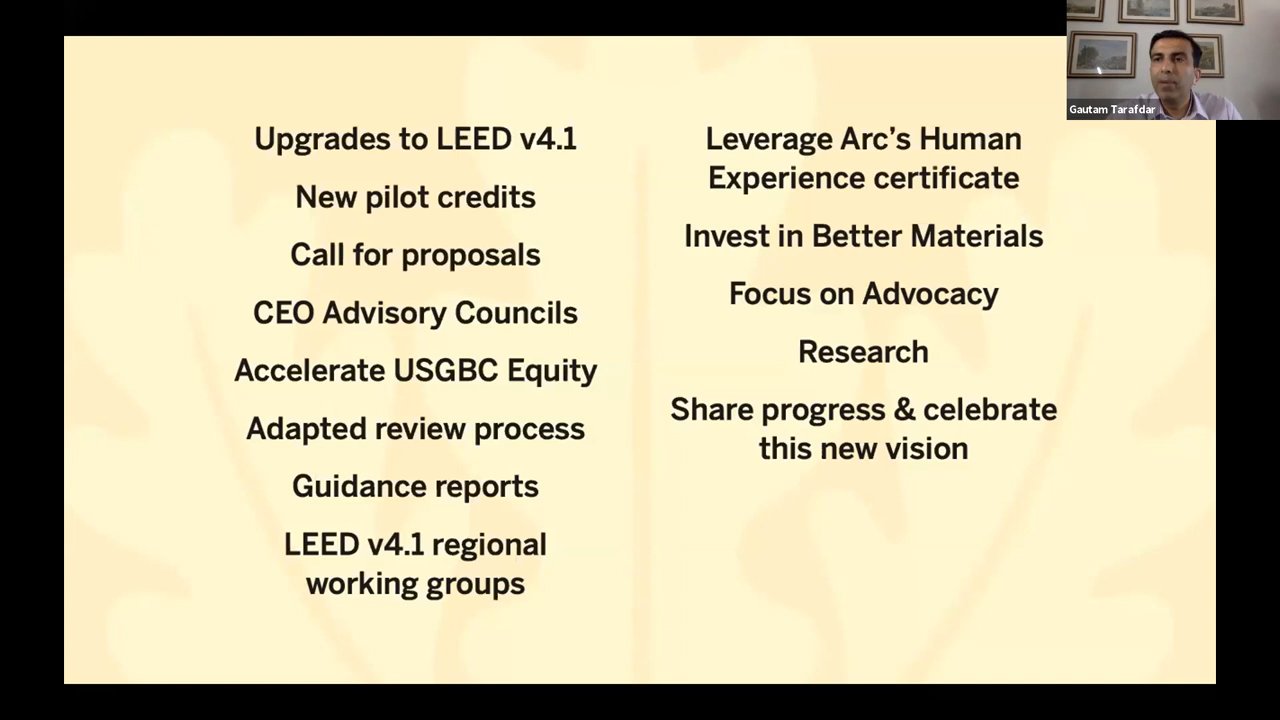 Upgrades to LEED v4.1
New pilot credits
Call for proposals
CEO Advisory Councils
Accelerate USGBC Equity
Adapted review process
Guidance reports
LEED v4.1 regional
working groups
Leverage Arc’s Human
Experience certificate
Invest in Better Materials
Focus on Advocacy
Research
Share progress & celebrate
this new vision
Gautam Tarafdar